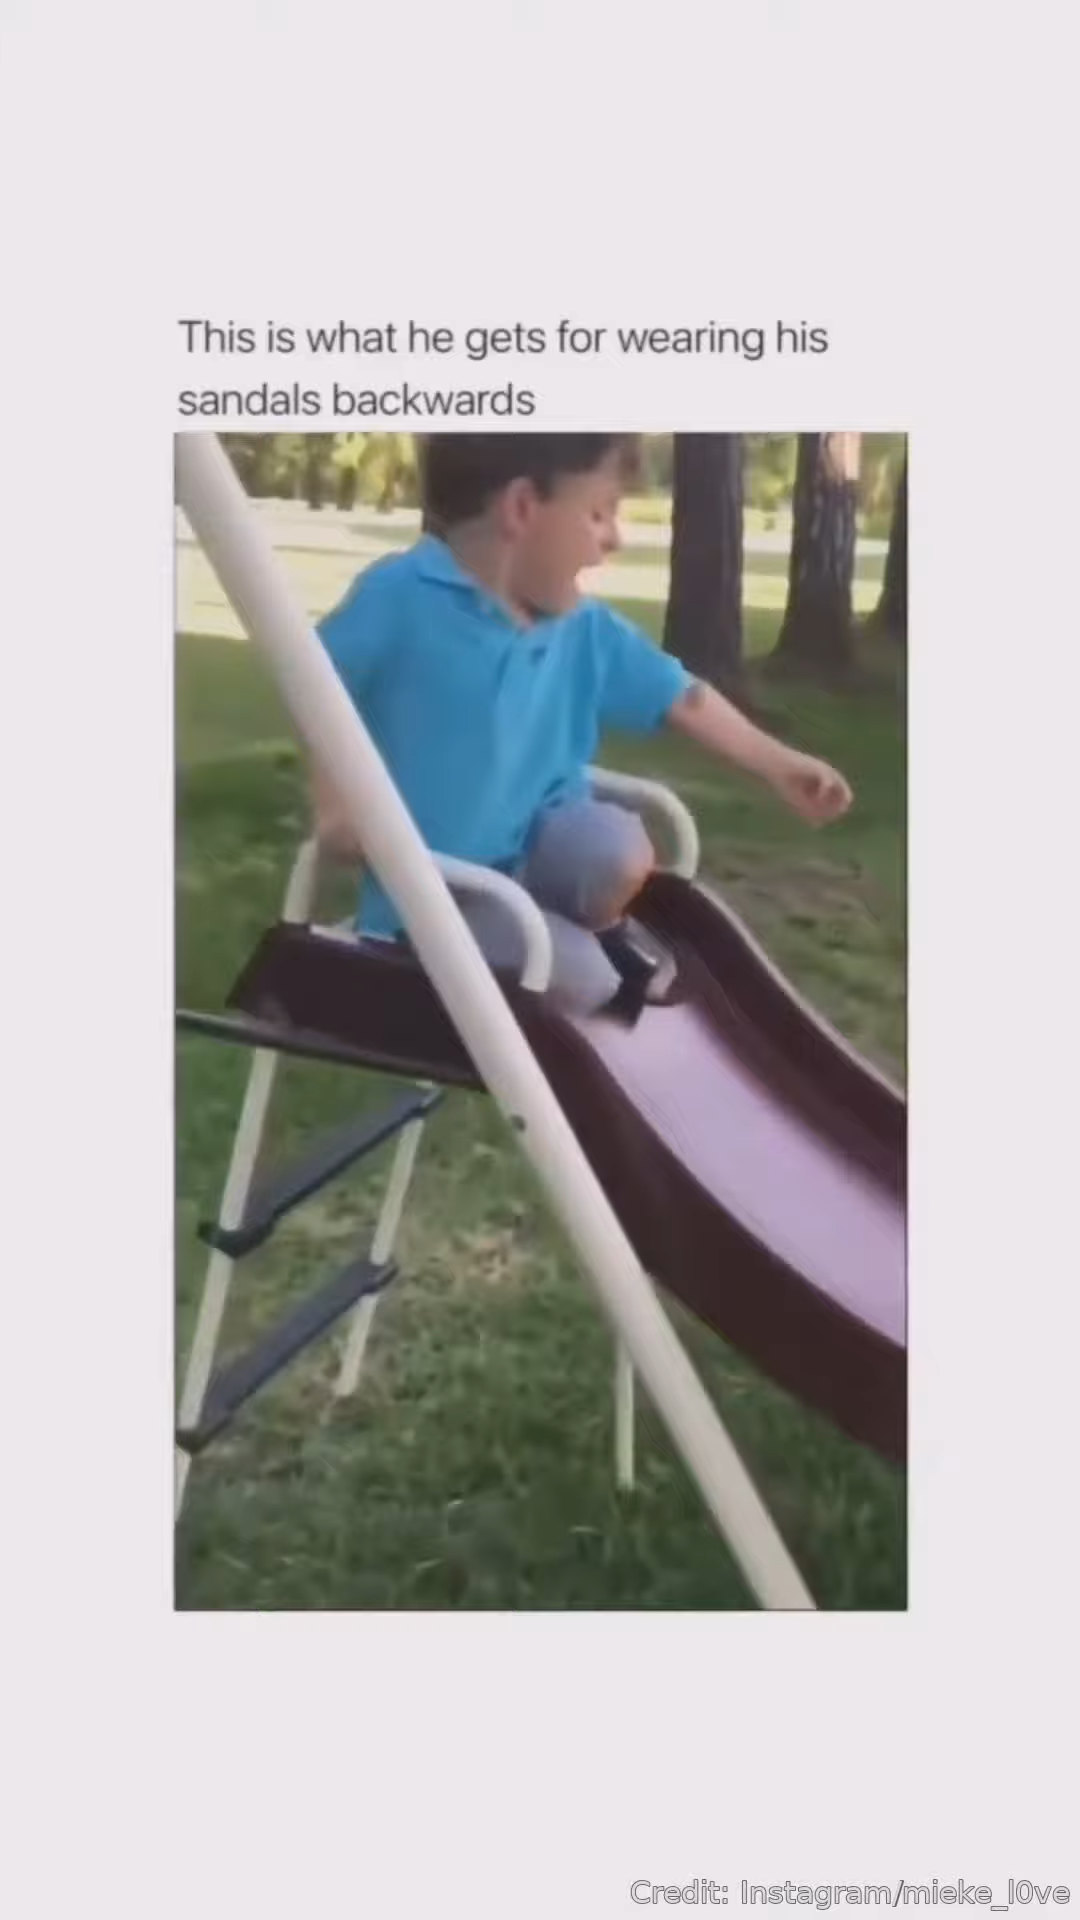 This is what he gets for wearing his
sandals backwards
Credit: Instagram/mieke_l0ve